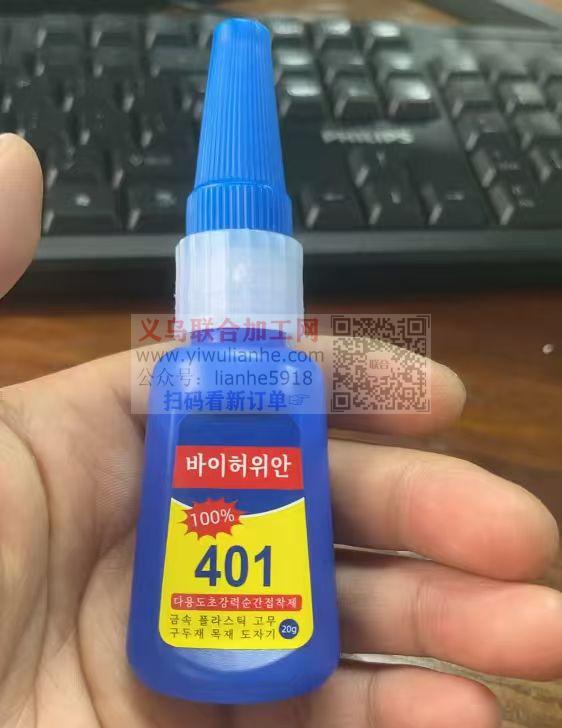 PHILIPS
义乌联合加工网
www.yiwulianhe.com
公众号：lianhe5918
扫码看新订单☞
联合
바이허위안
100%
401
다용도초강력순간접착제
금속 플라스틱 고무
구두재 목재 도자기
20g